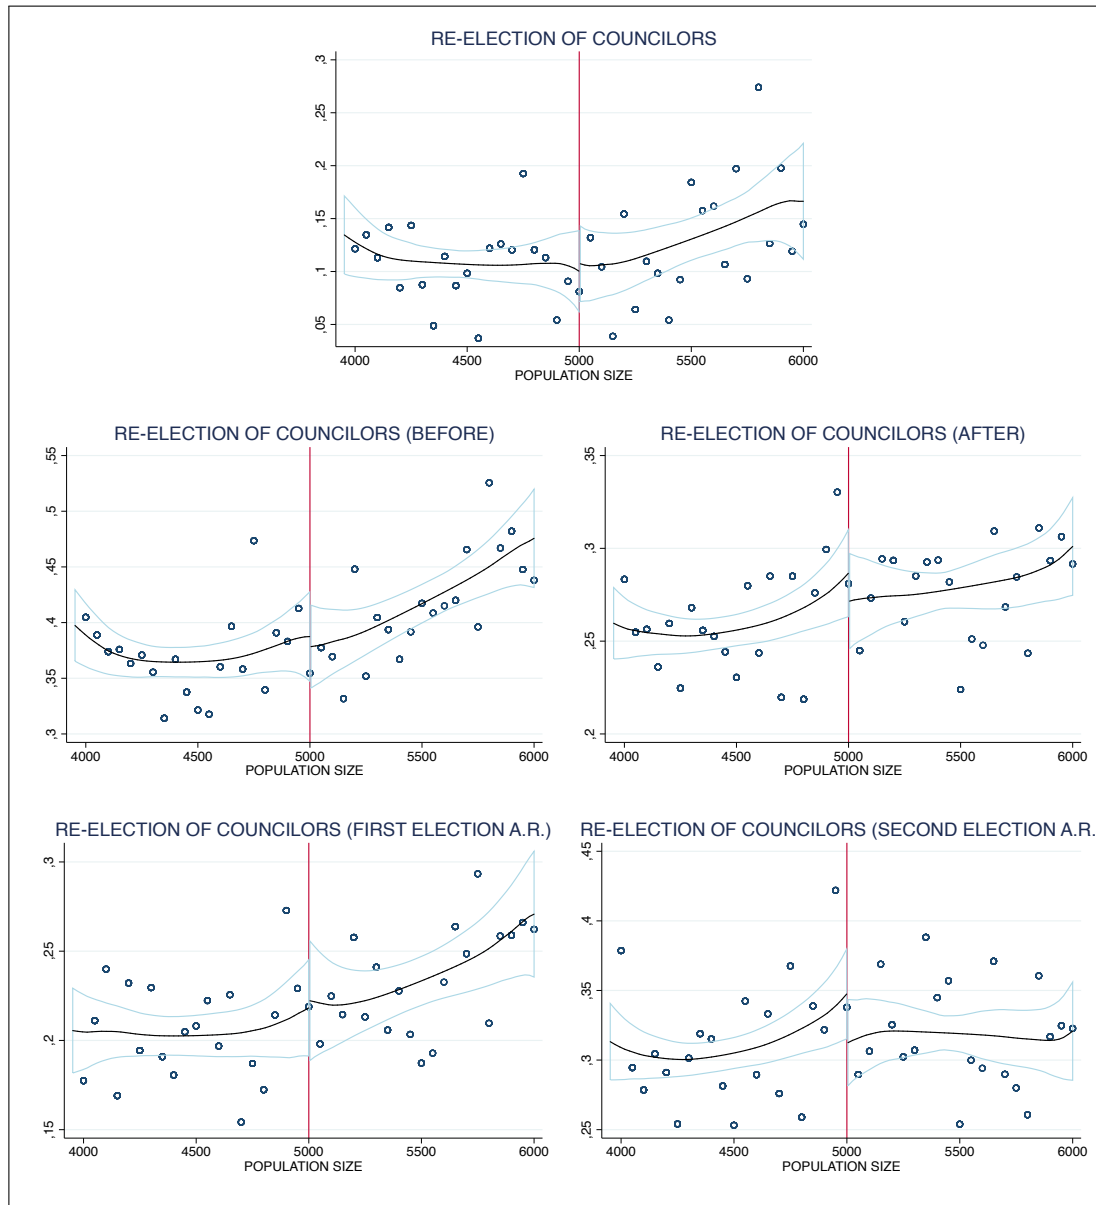 RE-ELECTION OF COUNCILORS
,3
,25
,2
,15
,1
,05
4000 4500 5000 5500 6000
POPULATION SIZE
RE-ELECTION OF COUNCILORS (BEFORE)
,55
,5
,45
,4
,35
,3
4000 4500 5000 5500 6000
POPULATION SIZE
RE-ELECTION OF COUNCILORS (AFTER)
,35
,3
,25
,2
4000 4500 5000 5500 6000
POPULATION SIZE
RE-ELECTION OF COUNCILORS (FIRST ELECTION A.R.)
,3
,25
,2
,15
4000 4500 5000 5500 6000
POPULATION SIZE
RE-ELECTION OF COUNCILORS (SECOND ELECTION A.R.
,45
,4
,35
,3
,25
4000 4500 5000 5500 6000
POPULATION SIZE